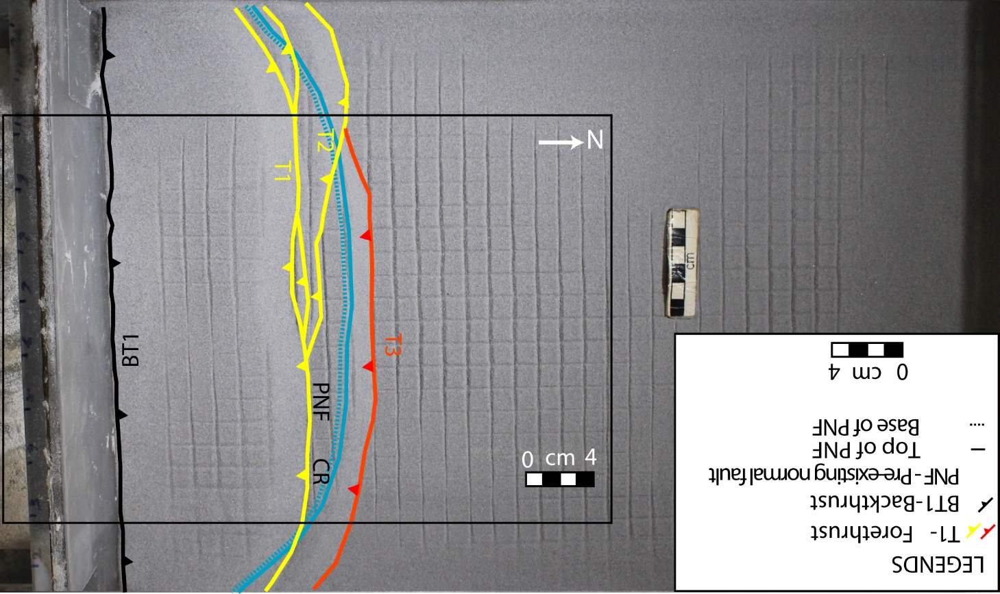 N
T2
T1
BT1
T3
PNF
CR
0 cm 4
cm
LEGENDS
T1- Forethrust
BT1-Backthrust
PNF-Pre-existing normal fault
Top of PNF
Base of PNF
0 cm 4